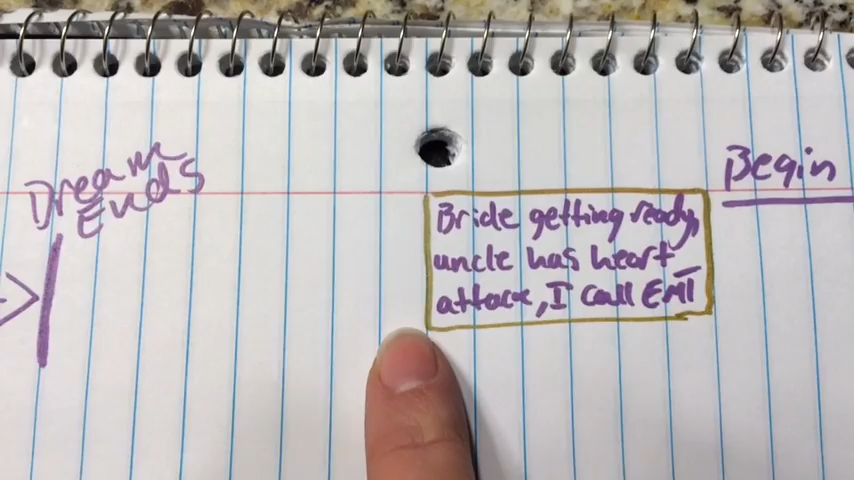 Dream
Ends
Bride getting ready,
uncle has heart
attack, I call EMT
Begin